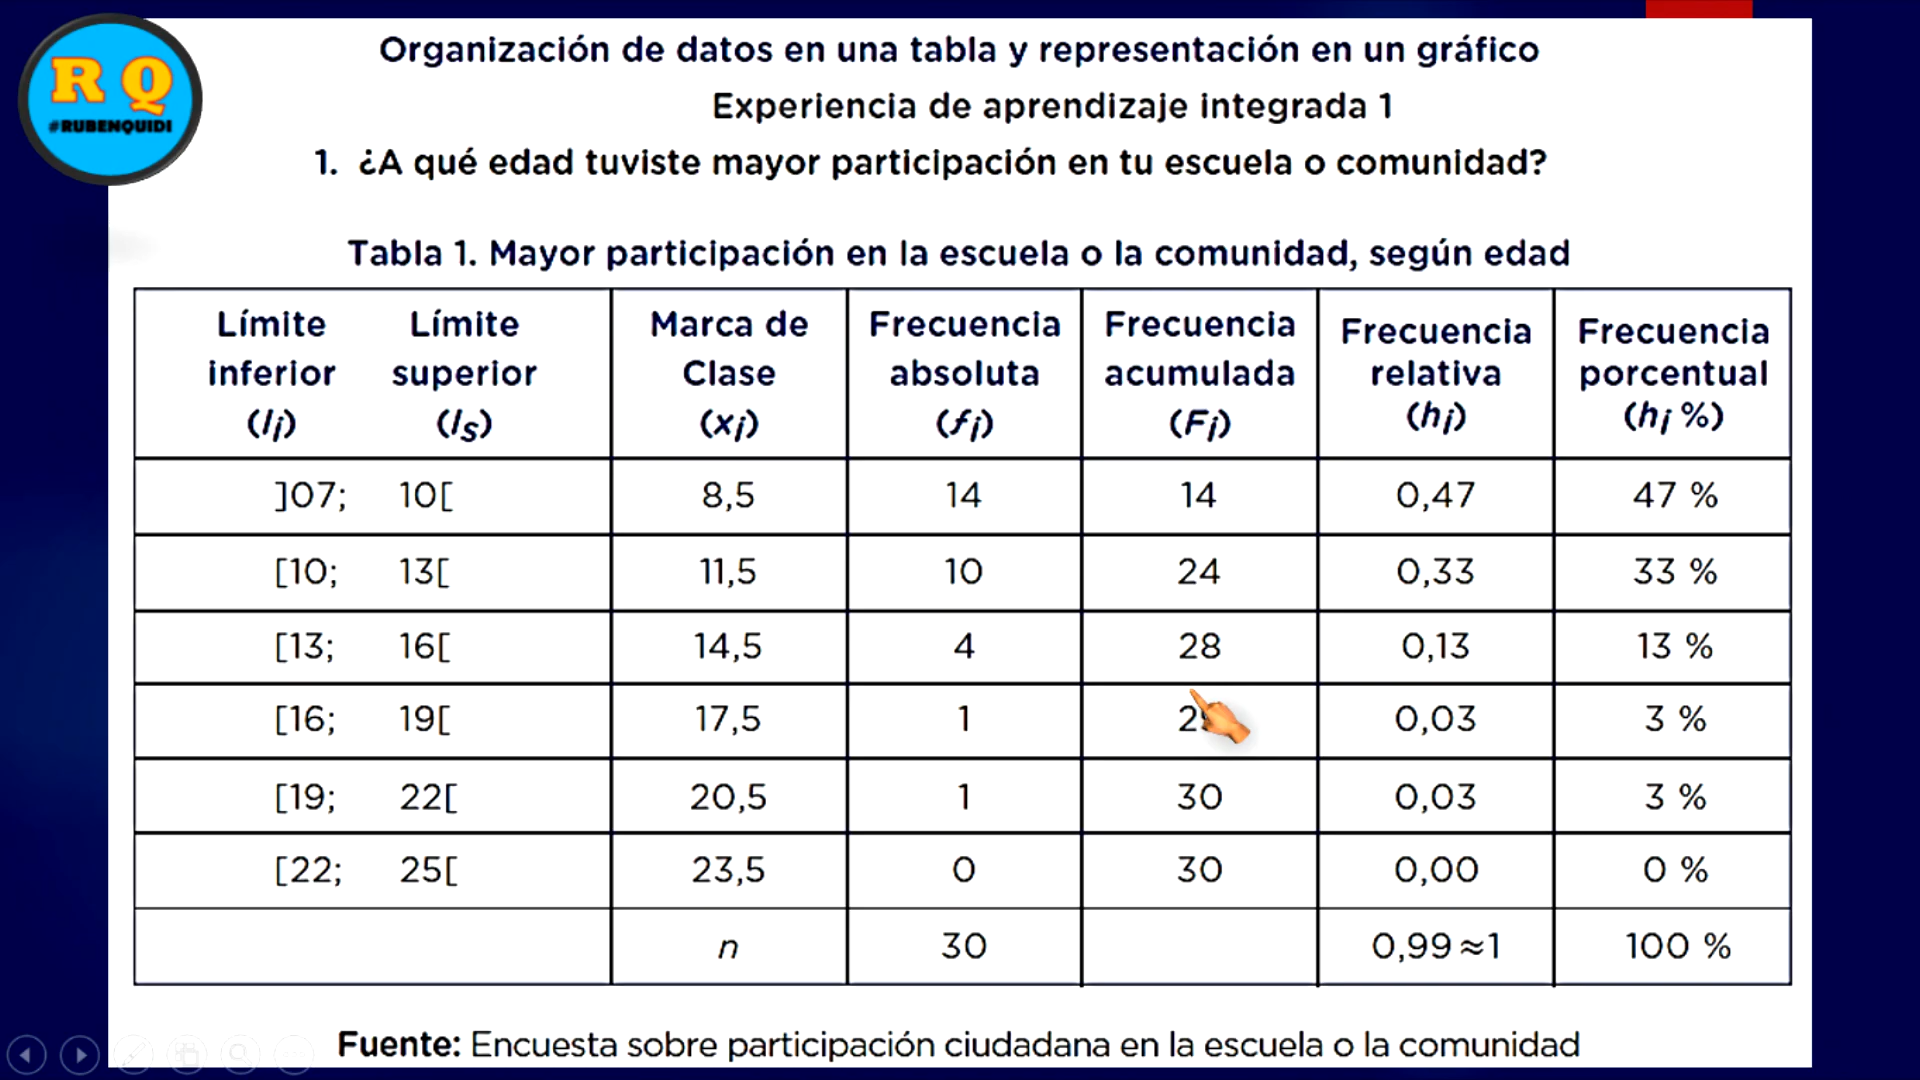 R Q
#RUBENQUIDI
Organización de datos en una tabla y representación en un gráfico
Experiencia de aprendizaje integrada 1
1. ¿A qué edad tuviste mayor participación en tu escuela o comunidad?
Tabla 1. Mayor participación en la escuela o la comunidad, según edad
Límite inferior (li) Límite superior (ls) Marca de Clase (xi) Frecuencia absoluta (fi) Frecuencia acumulada (Fi) Frecuencia relativa (hi) Frecuencia porcentual (hi %)
]07; 10[ 8,5 14 14 0,47 47 %
[10; 13[ 11,5 10 24 0,33 33 %
[13; 16[ 14,5 4 28 0,13 13 %
[16; 19[ 17,5 1 0,03 3 %
[19; 22[ 20,5 1 30 0,03 3 %
[22; 25[ 23,5 0 30 0,00 0 %
n 30 0,99≈1 100 %
Fuente: Encuesta sobre participación ciudadana en la escuela o la comunidad